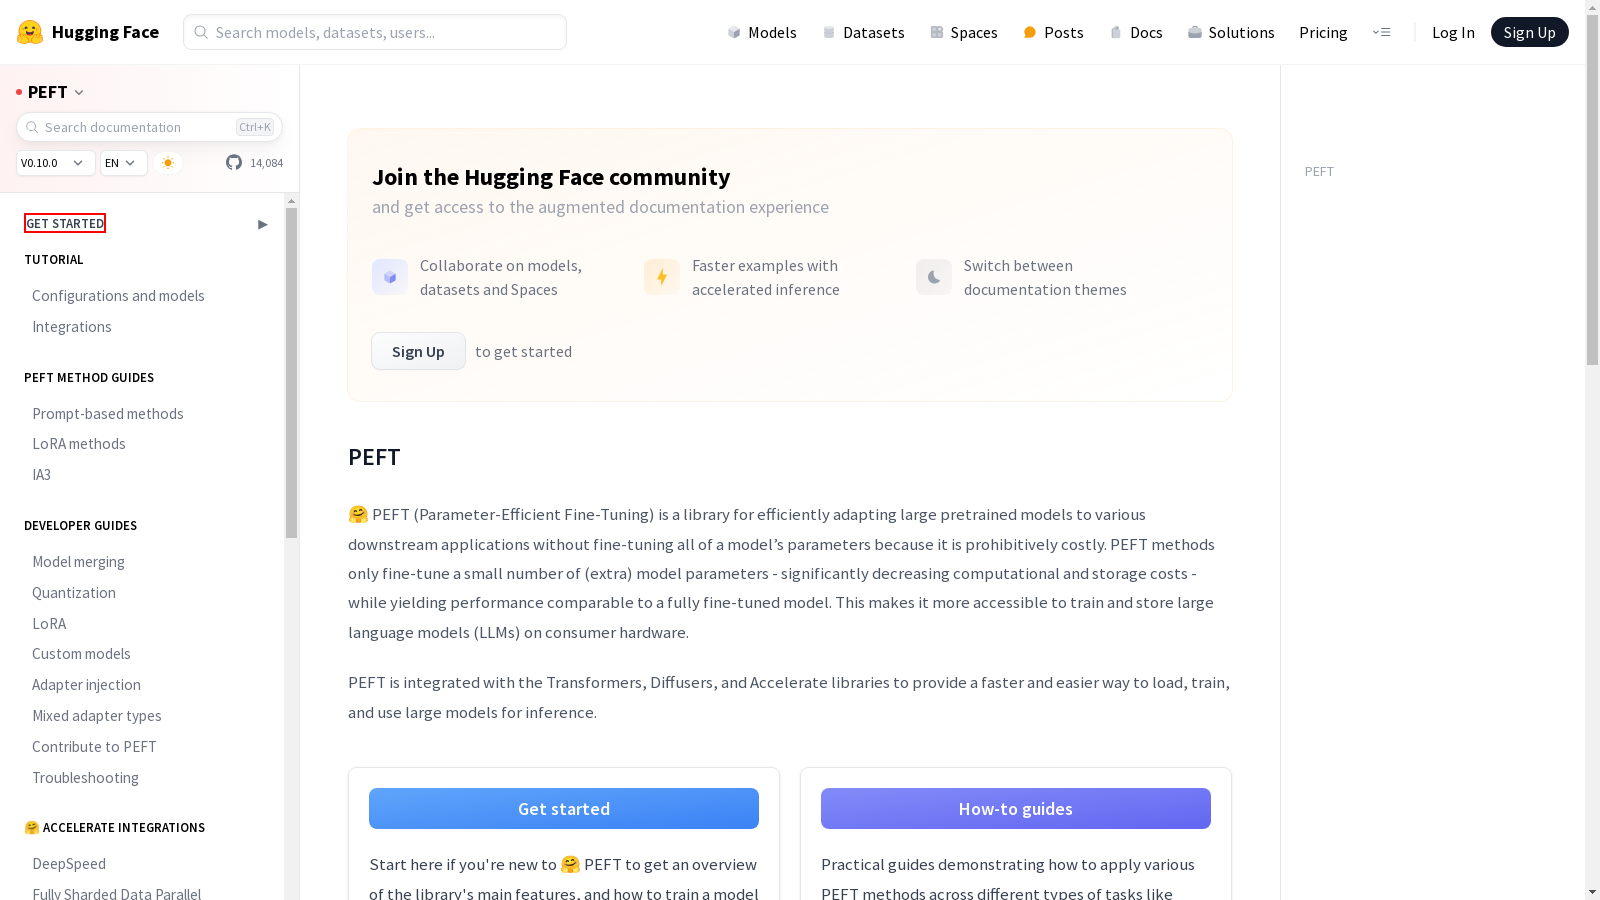 Hugging Face
Search models, datasets, users...
Models
Datasets
Spaces
Posts
Docs
Solutions
Pricing
Log In
Sign Up
PEFT
Search documentation
Ctrl+K
V0.10.0
EN
14,084
GET STARTED
TUTORIAL
Configurations and models
Integrations
PEFT METHOD GUIDES
Prompt-based methods
LoRA methods
IA3
DEVELOPER GUIDES
Model merging
Quantization
LoRA
Custom models
Adapter injection
Mixed adapter types
Contribute to PEFT
Troubleshooting
🤗 ACCELERATE INTEGRATIONS
DeepSpeed
Fully Sharded Data Parallel
Join the Hugging Face community
and get access to the augmented documentation experience
Collaborate on models,
datasets and Spaces
Faster examples with
accelerated inference
Switch between
documentation themes
Sign Up
to get started
PEFT
🤗 PEFT (Parameter-Efficient Fine-Tuning) is a library for efficiently adapting large pretrained models to various
downstream applications without fine-tuning all of a model’s parameters because it is prohibitively costly. PEFT methods
only fine-tune a small number of (extra) model parameters - significantly decreasing computational and storage costs -
while yielding performance comparable to a fully fine-tuned model. This makes it more accessible to train and store large
language models (LLMs) on consumer hardware.
PEFT is integrated with the Transformers, Diffusers, and Accelerate libraries to provide a faster and easier way to load, train,
and use large models for inference.
Get started
Start here if you're new to 🤗 PEFT to get an overview
of the library's main features, and how to train a model
How-to guides
Practical guides demonstrating how to apply various
PEFT methods across different types of tasks like
PEFT